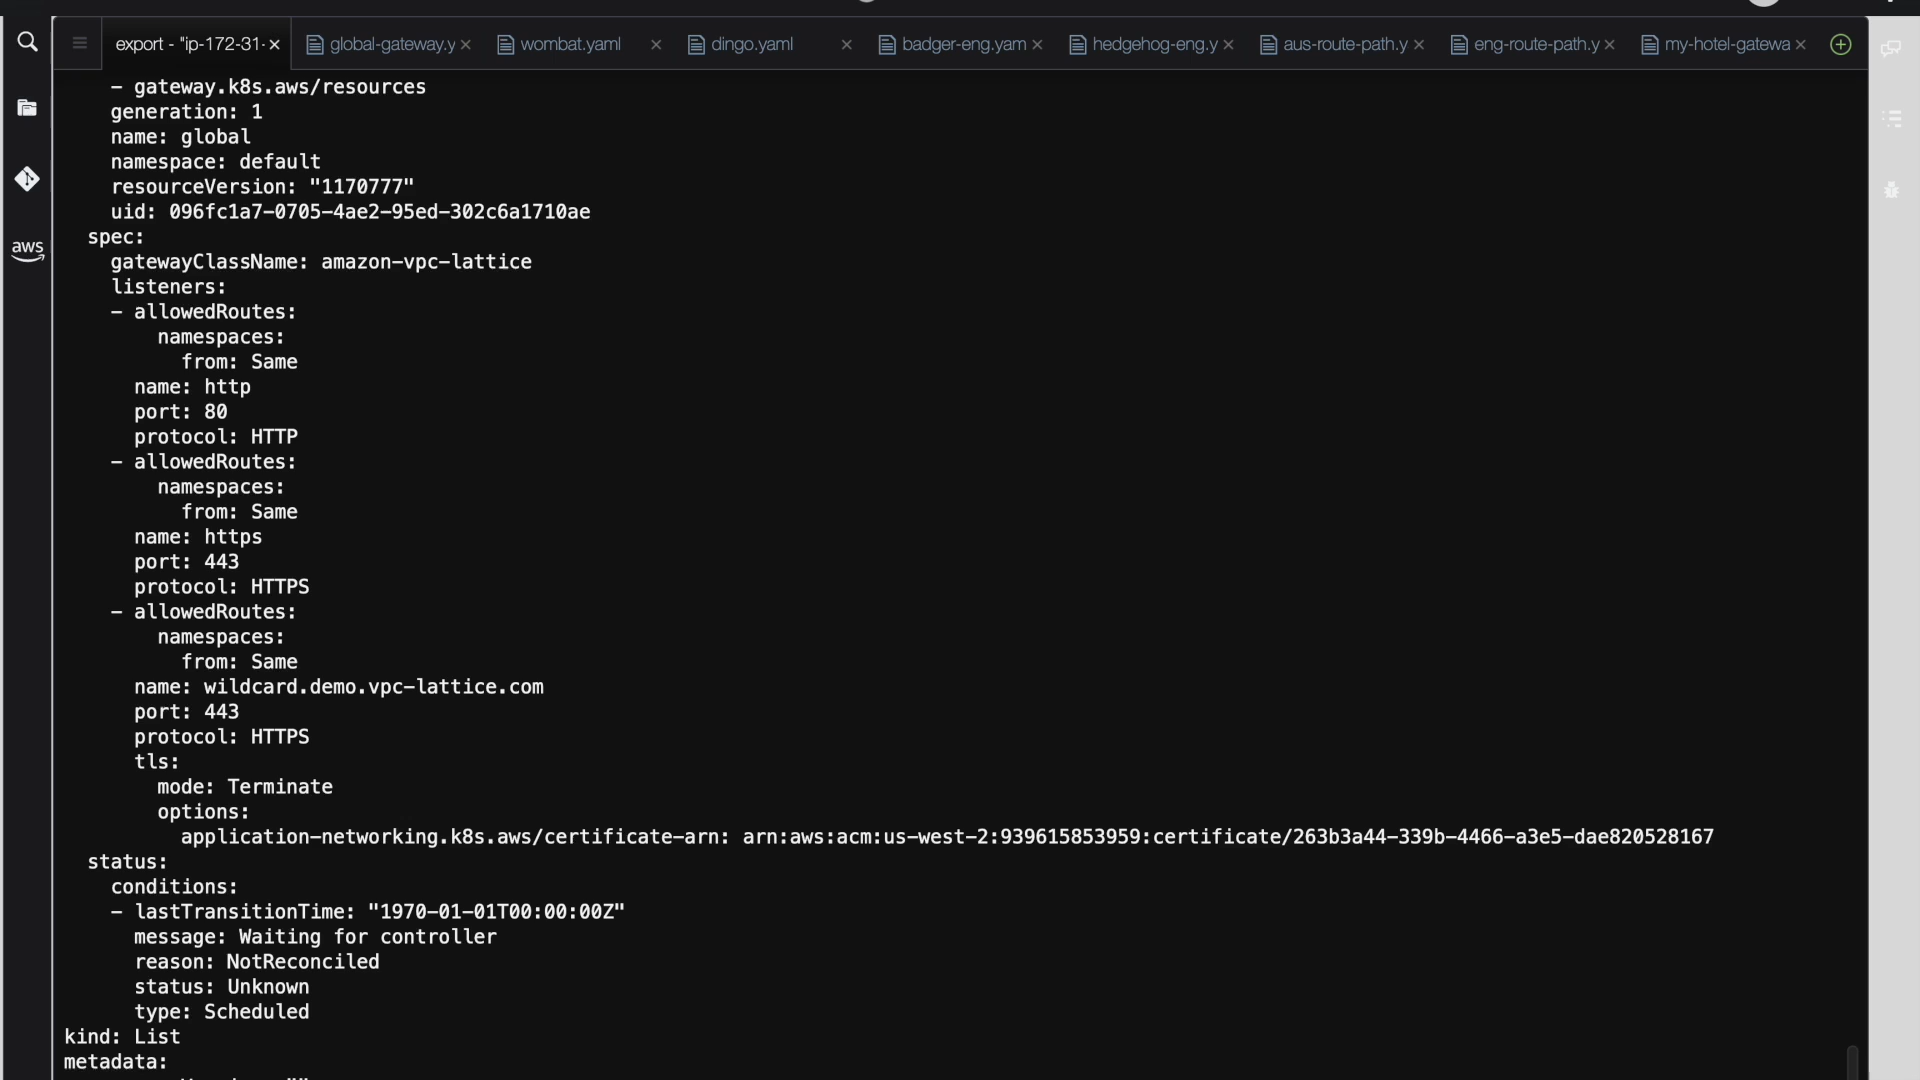 export - "ip-172-31-
global-gateway.y
wombat.yaml
dingo.yaml
badger-eng.yam
hedgehog-eng.y
aus-route-path.y
eng-route-path.y
my-hotel-gatewa
aws
- gateway.k8s.aws/resources
generation: 1
name: global
namespace: default
resourceVersion: "1170777"
uid: 096fc1a7-0705-4ae2-95ed-302c6a1710ae
spec:
gatewayClassName: amazon-vpc-lattice
listeners:
- allowedRoutes:
namespaces:
from: Same
name: http
port: 80
protocol: HTTP
- allowedRoutes:
namespaces:
from: Same
name: https
port: 443
protocol: HTTPS
- allowedRoutes:
namespaces:
from: Same
name: wildcard.demo.vpc-lattice.com
port: 443
protocol: HTTPS
tls:
mode: Terminate
options:
application-networking.k8s.aws/certificate-arn: arn:aws:acm:us-west-2:939615853959:certificate/263b3a44-339b-4466-a3e5-dae820528167
status:
conditions:
- lastTransitionTime: "1970-01-01T00:00:00Z"
message: Waiting for controller
reason: NotReconciled
status: Unknown
type: Scheduled
kind: List
metadata: